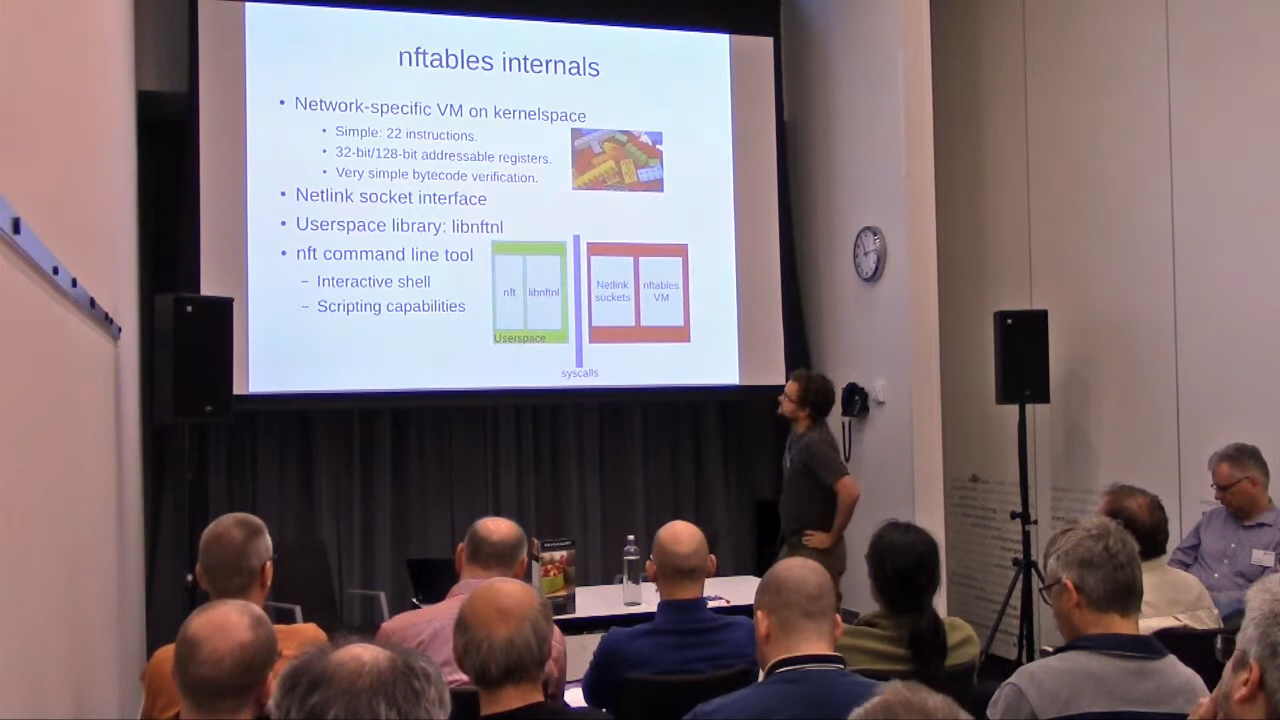 nftables internals
• Network-specific VM on kernelspace
• Simple: 22 instructions.
• 32-bit/128-bit addressable registers.
• Very simple bytecode verification.
• Netlink socket interface
• Userspace library: libnftnl
• nft command line tool
– Interactive shell
– Scripting capabilities
nft
libnftnl
Userspace
syscalls
Netlink
sockets
nftables
VM